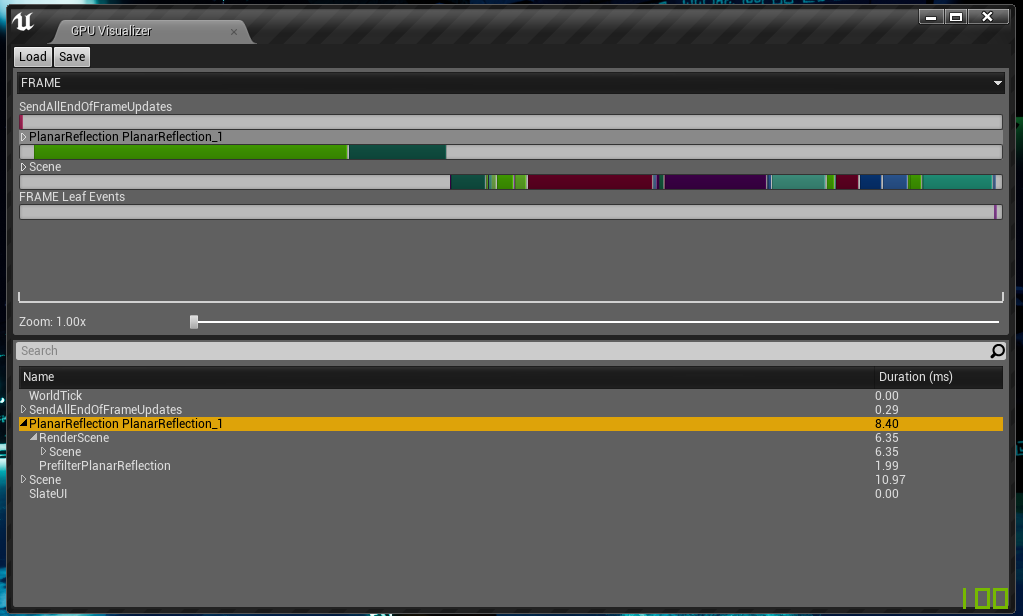 GPU Visualizer
Load Save
FRAME
SendAllEndOfFrameUpdates
PlanarReflection PlanarReflection_1
Scene
FRAME Leaf Events
Zoom: 1.00x
Search
Name Duration (ms)
WorldTick 0.00
SendAllEndOfFrameUpdates 0.29
PlanarReflection PlanarReflection_1 8.40
RenderScene 6.35
Scene 6.35
PrefilterPlanarReflection 1.99
Scene 10.97
SlateUI 0.00
100